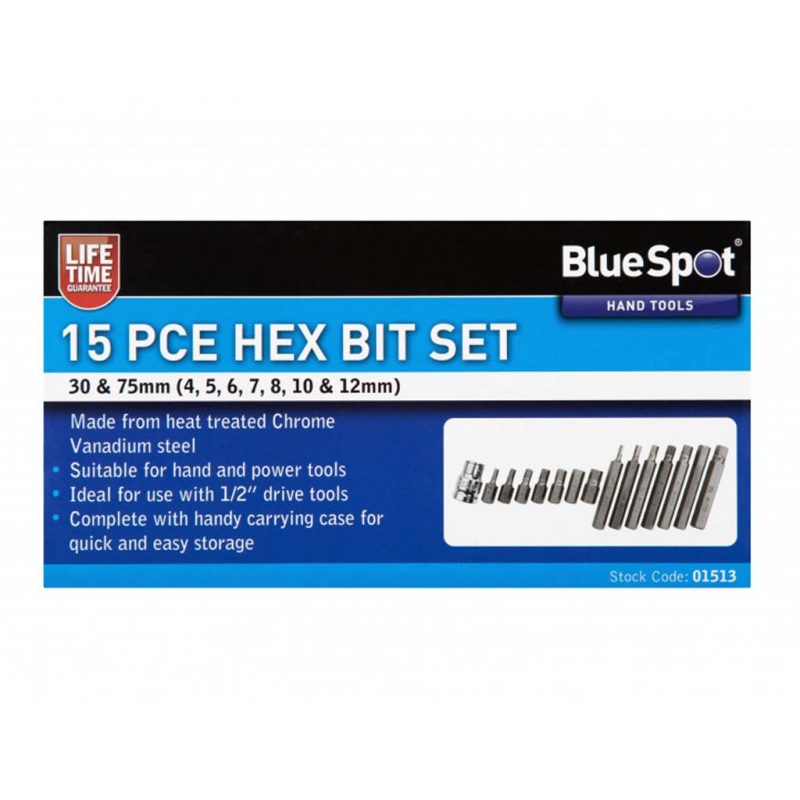 LIFE
TIME
GUARANTEE
BlueSpot®
HAND TOOLS
15 PCE HEX BIT SET
30 & 75mm (4, 5, 6, 7, 8, 10 & 12mm)
Made from heat treated Chrome
Vanadium steel
• Suitable for hand and power tools
• Ideal for use with 1/2" drive tools
• Complete with handy carrying case for
quick and easy storage
Stock Code: 01513